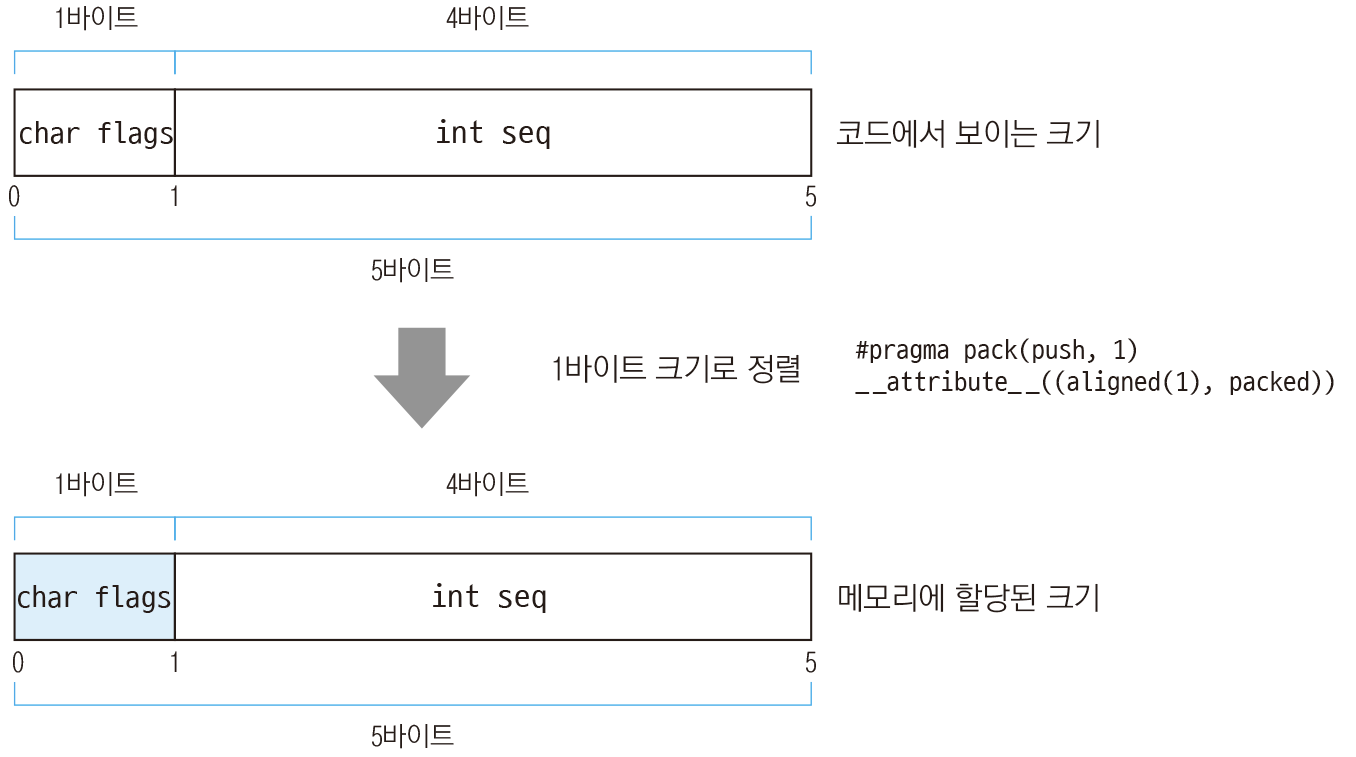 1바이트 4바이트
char flags int seq 코드에서 보이는 크기
0 1 5
5바이트
1바이트 크기로 정렬 #pragma pack(push, 1)
__attribute__((aligned(1), packed))
1바이트 4바이트
char flags int seq 메모리에 할당된 크기
0 1 5
5바이트